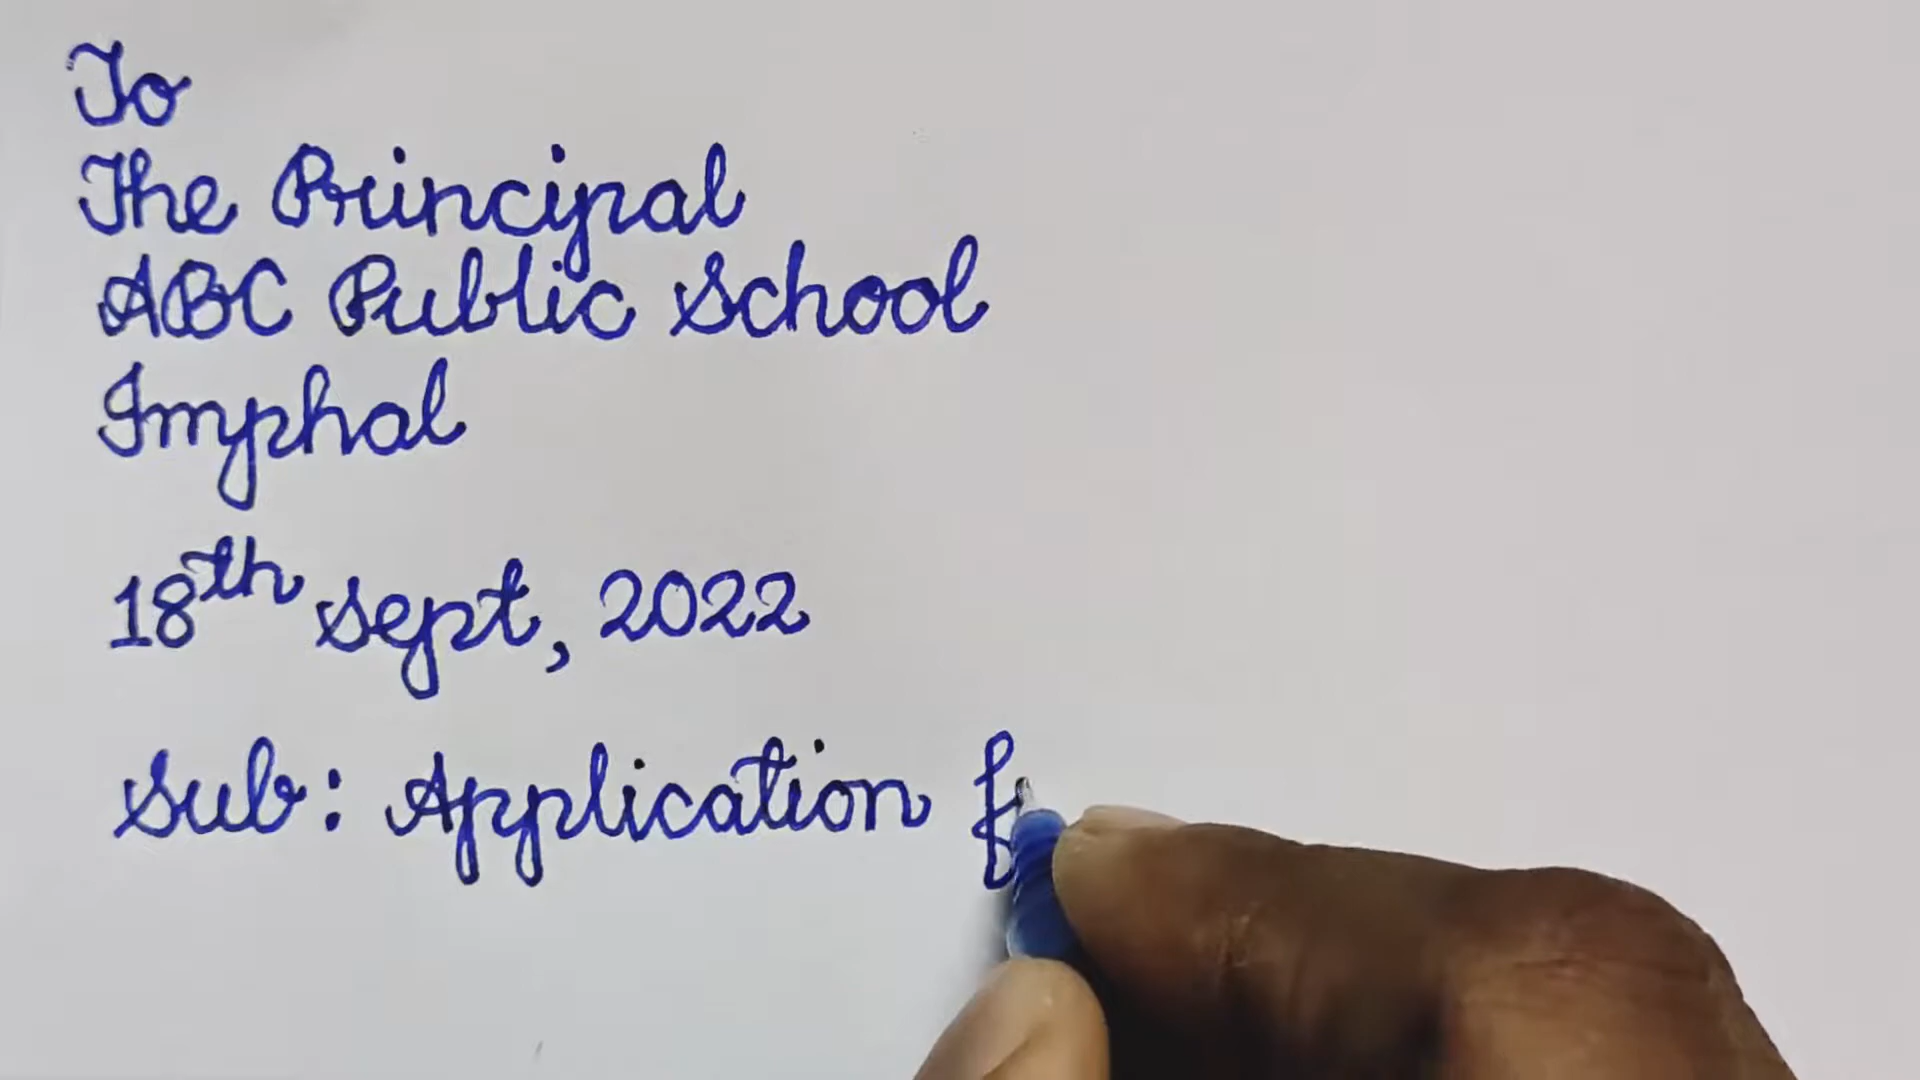 To
The Principal
ABC Public School
Imphal
18th Sept, 2022
Sub: Application f